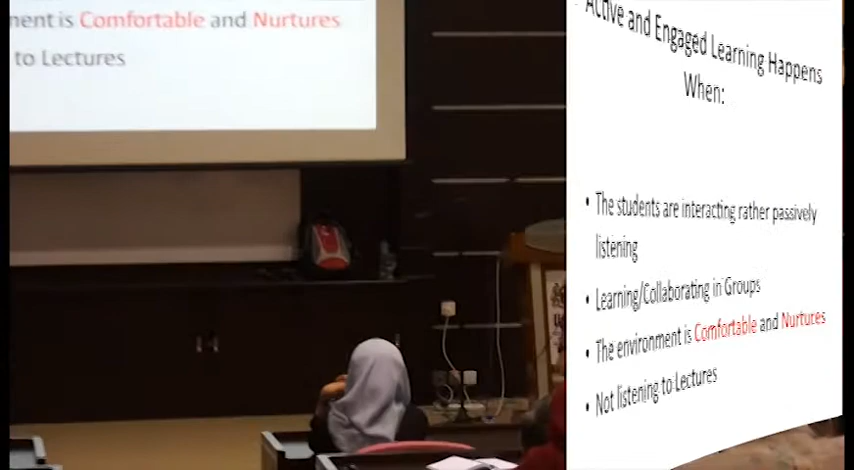 ment is Comfortable and Nurtures
to Lectures
Active and Engaged Learning Happens
When:
• The students are interacting rather passively
listening
• Learning/Collaborating in Groups
• The environment is Comfortable and Nurtures
• Not listening to Lectures